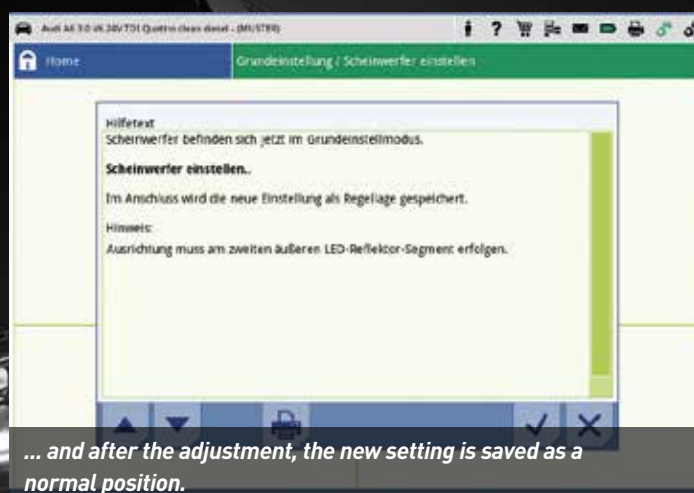 Audi A6 3.0 V6 24V TDI Quattro clean diesel - (MUSTER)
Home
Grundeinstellung / Scheinwerfer einstellen
Hilfetext
Scheinwerfer befinden sich jetzt im Grundeinstellmodus.
Scheinwerfer einstellen..
Im Anschluss wird die neue Einstellung als Regellage gespeichert.
Hinweis:
Ausrichtung muss am zweiten äußeren LED-Reflektor-Segment erfolgen.
... and after the adjustment, the new setting is saved as a
normal position.